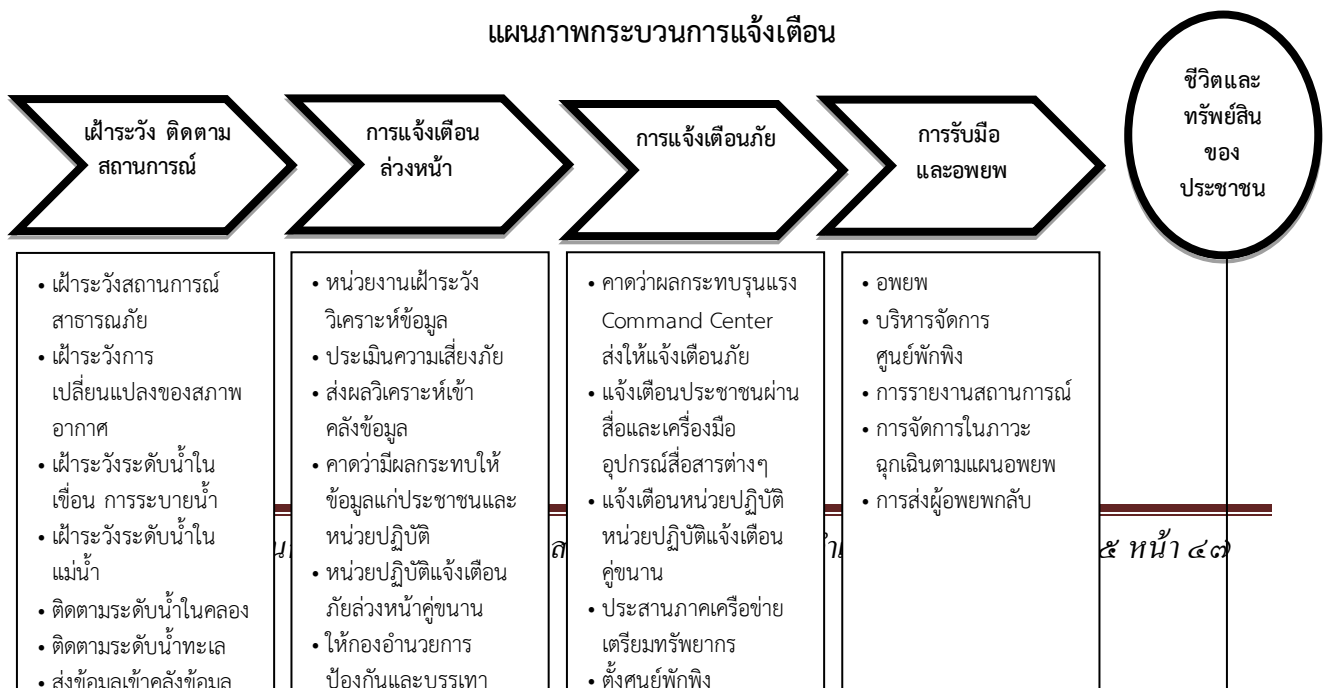 แผนภาพกระบวนการแจ้งเตือน
เฝ้าระวัง ติดตาม
สถานการณ์
การแจ้งเตือน
ล่วงหน้า
การแจ้งเตือนภัย
การรับมือ
และอพยพ
ชีวิตและ
ทรัพย์สิน
ของ
ประชาชน
• เฝ้าระวังสถานการณ์
สาธารณภัย
• เฝ้าระวังการ
เปลี่ยนแปลงของสภาพ
อากาศ
• เฝ้าระวังระดับน้ำใน
เขื่อน การระบายน้ำ
• เฝ้าระวังระดับน้ำใน
แม่น้ำ
• ติดตามระดับน้ำในคลอง
• ติดตามระดับน้ำทะเล
• ส่งข้อมูลเข้าคลังข้อมูล
• หน่วยงานเฝ้าระวัง
วิเคราะห์ข้อมูล
• ประเมินความเสี่ยงภัย
• ส่งผลวิเคราะห์เข้า
คลังข้อมูล
• คาดว่ามีผลกระทบให้
ข้อมูลแก่ประชาชนและ
หน่วยปฏิบัติ
• หน่วยปฏิบัติแจ้งเตือน
ภัยล่วงหน้าคู่ขนาน
• ให้กองอำนวยการ
ป้องกันและบรรเทา
• คาดว่าผลกระทบรุนแรง
Command Center
ส่งให้แจ้งเตือนภัย
• แจ้งเตือนประชาชนผ่าน
สื่อและเครื่องมือ
อุปกรณ์สื่อสารต่างๆ
• แจ้งเตือนหน่วยปฏิบัติ
หน่วยปฏิบัติแจ้งเตือน
คู่ขนาน
• ประสานภาคเครือข่าย
เตรียมทรัพยากร
• ตั้งศูนย์พักพิง
• อพยพ
• บริหารจัดการ
ศูนย์พักพิง
• การรายงานสถานการณ์
• การจัดการในภาวะ
ฉุกเฉินตามแผนอพยพ
• การส่งผู้อพยพกลับ
๕ หน้า ๔๗